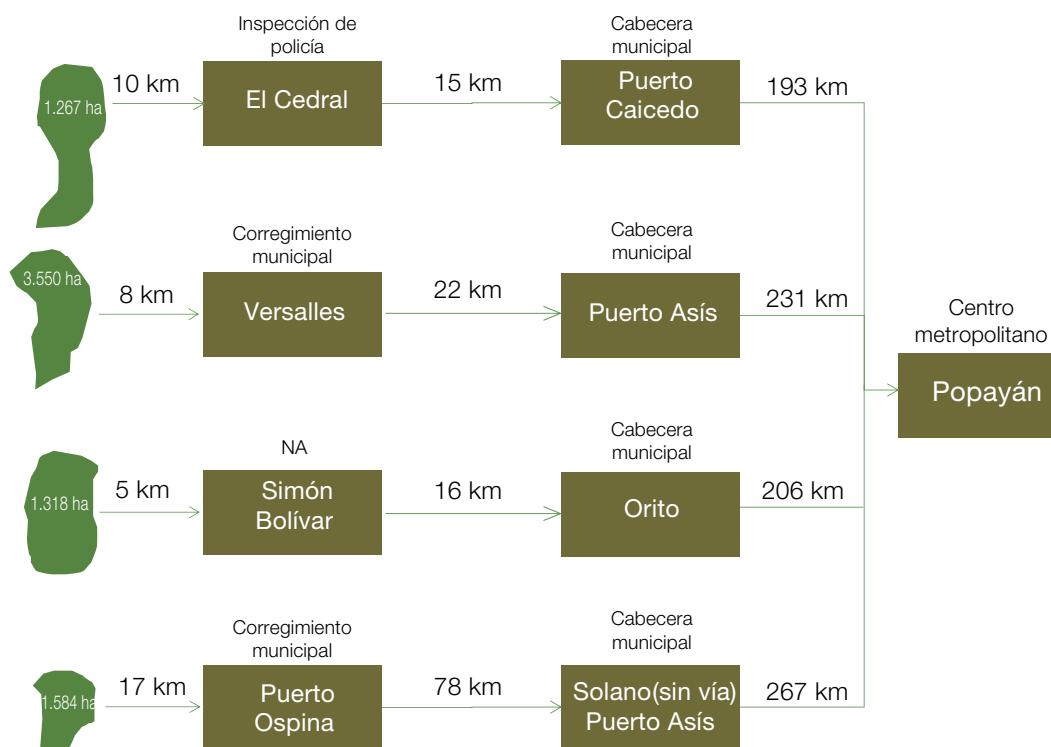 Inspección de
policía
Cabecera
municipal
1.267 ha
10 km
El Cedral
15 km
Puerto
Caicedo
193 km
Corregimiento
municipal
Cabecera
municipal
3.550 ha
8 km
Versalles
22 km
Puerto Asís
231 km
Centro
metropolitano
Popayán
NA
Cabecera
municipal
1.318 ha
5 km
Simón
Bolívar
16 km
Orito
206 km
Corregimiento
municipal
Cabecera
municipal
1.584 ha
17 km
Puerto
Ospina
78 km
Solano(sin vía)
Puerto Asís
267 km